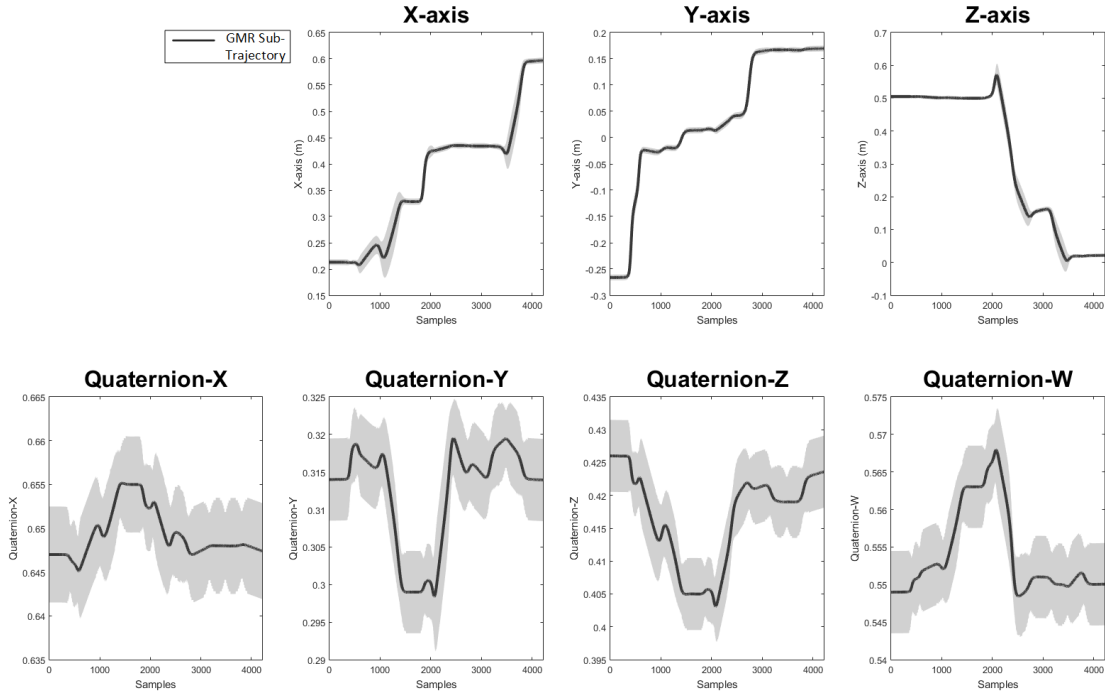 GMR Sub-
Trajectory
X-axis
0.65
0.6
0.55
0.5
0.45
0.4
0.35
0.3
0.25
0.2
0.15
X-axis (m)
0 1000 2000 3000 4000
Samples
Y-axis
0.2
0.15
0.1
0.05
0
-0.05
-0.1
-0.15
-0.2
-0.25
-0.3
Y-axis (m)
0 1000 2000 3000 4000
Samples
Z-axis
0.7
0.6
0.5
0.4
0.3
0.2
0.1
0
-0.1
Z-axis (m)
0 1000 2000 3000 4000
Samples
Quaternion-X
0.665
0.66
0.655
0.65
0.645
0.64
0.635
Quaternion-X
0 1000 2000 3000 4000
Samples
Quaternion-Y
0.325
0.32
0.315
0.31
0.305
0.3
0.295
0.29
Quaternion-Y
0 1000 2000 3000 4000
Samples
Quaternion-Z
0.435
0.43
0.425
0.42
0.415
0.41
0.405
0.4
0.395
Quaternion-Z
0 1000 2000 3000 4000
Samples
Quaternion-W
0.575
0.57
0.565
0.56
0.555
0.55
0.545
0.54
Quaternion-W
0 1000 2000 3000 4000
Samples